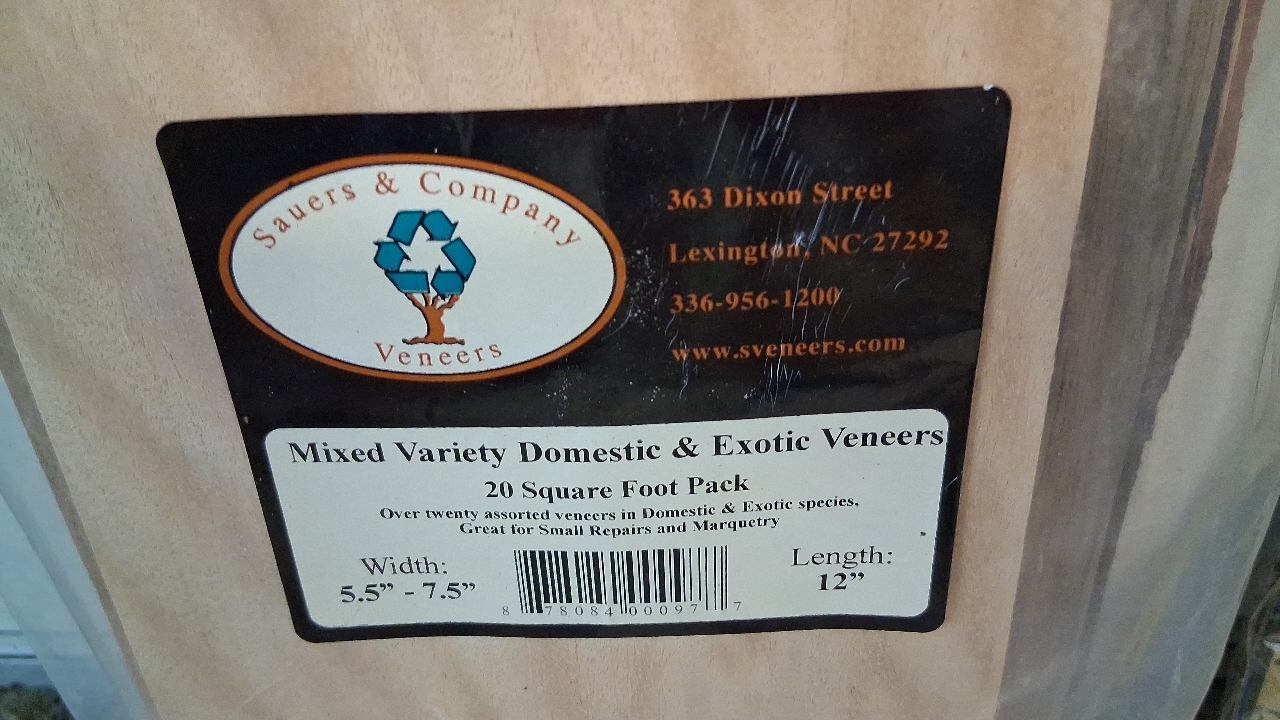 Sauers & Company
Veneers
363 Dixon Street
Lexington, NC 27292
336-956-1200
www.sveneers.com
Mixed Variety Domestic & Exotic Veneers
20 Square Foot Pack
Over twenty assorted veneers in Domestic & Exotic species.
Great for Small Repairs and Marquetry
Width:
5.5” - 7.5”
Length:
12”
8 78084 00097 7